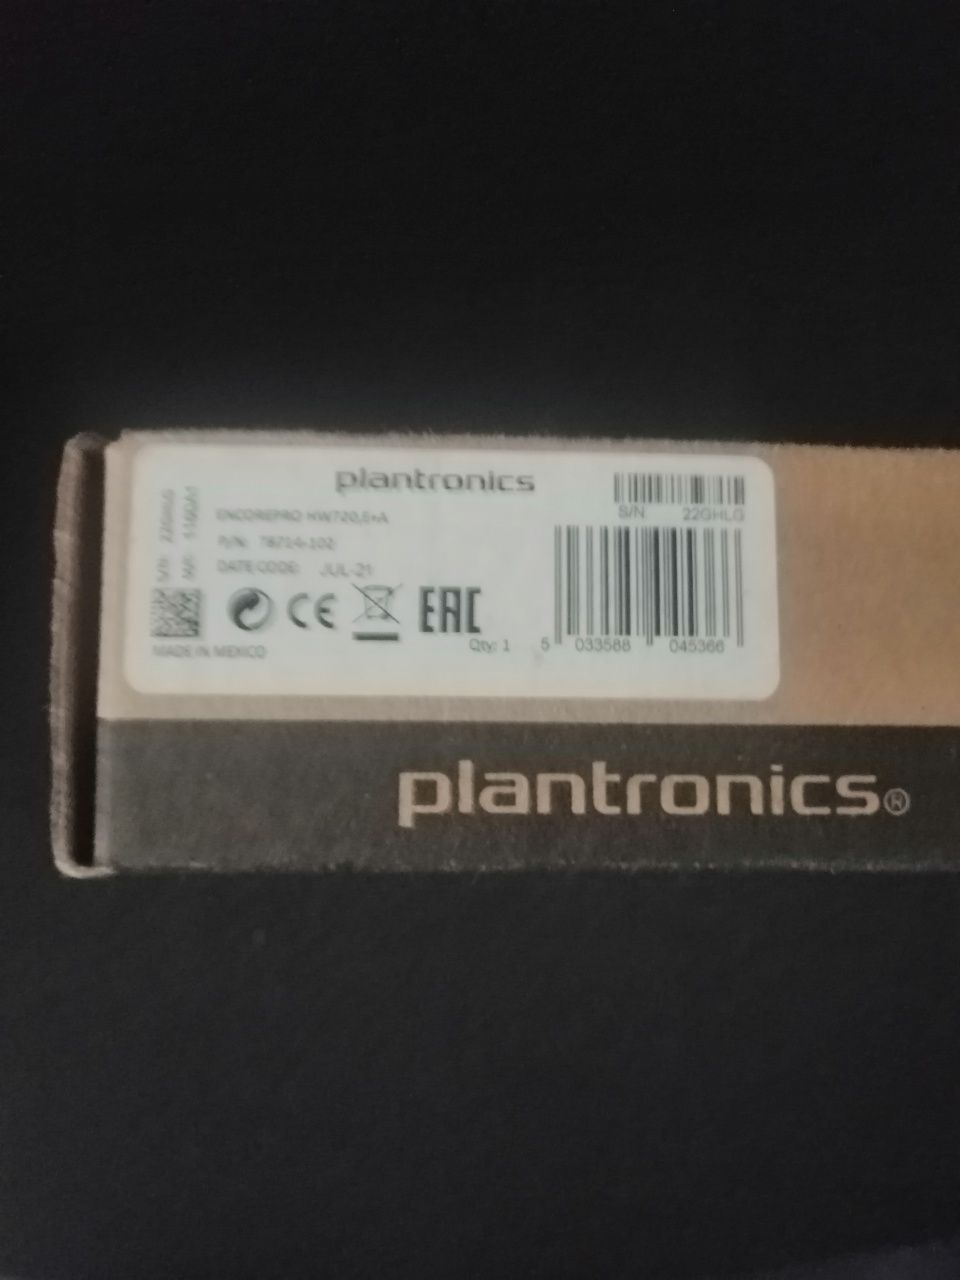 plantronics
S/N: 22GHLG
ENCOREPRO HW720,E+A
P/N: 78714-102
DATE CODE: JUL-21
CE
EAC
Qty: 1
5 033588 045366
MADE IN MEXICO
S/N: 22GHLG
plantronics®